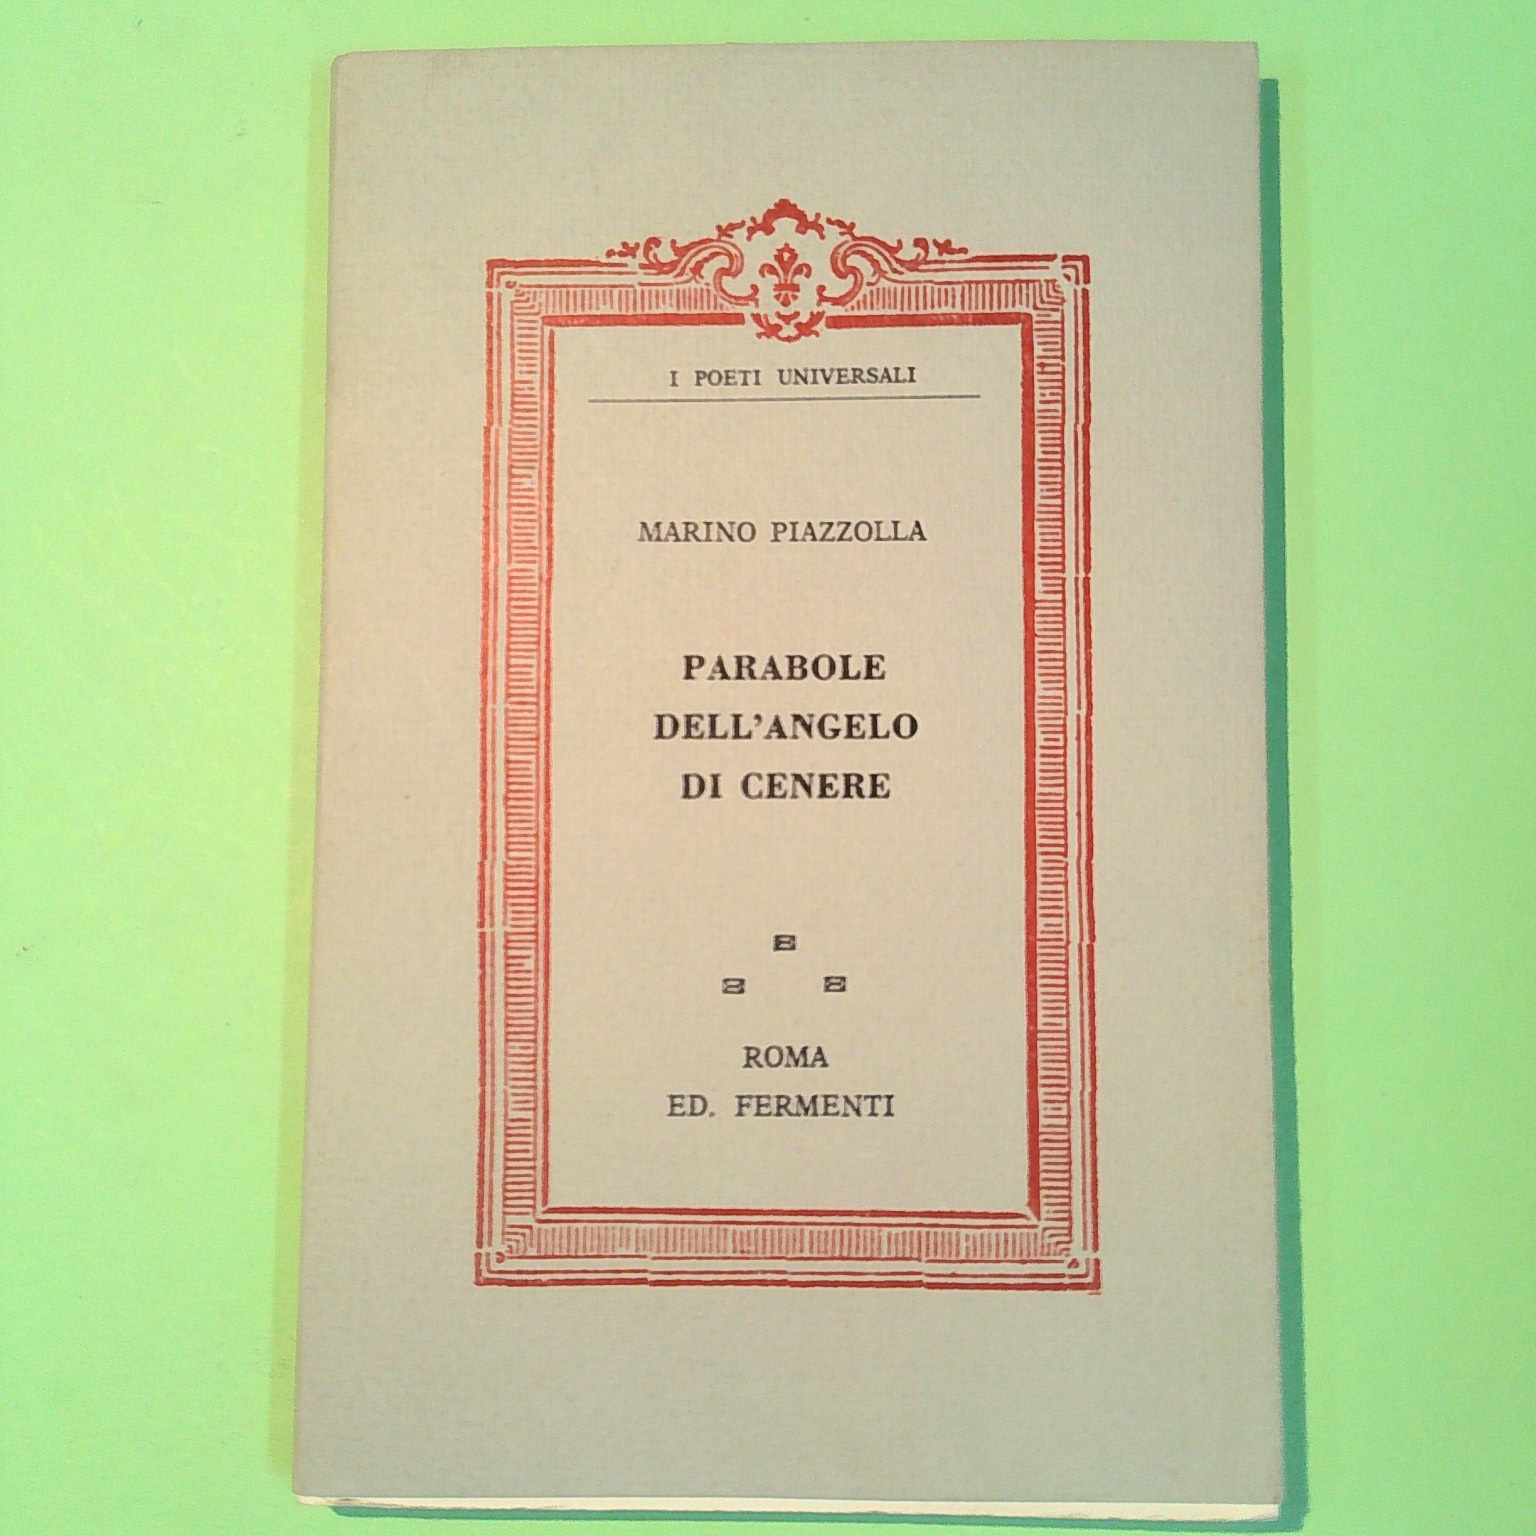 I POETI UNIVERSALI
MARINO PIAZZOLLA
PARABOLE
DELL'ANGELO
DI CENERE
ROMA
ED. FERMENTI